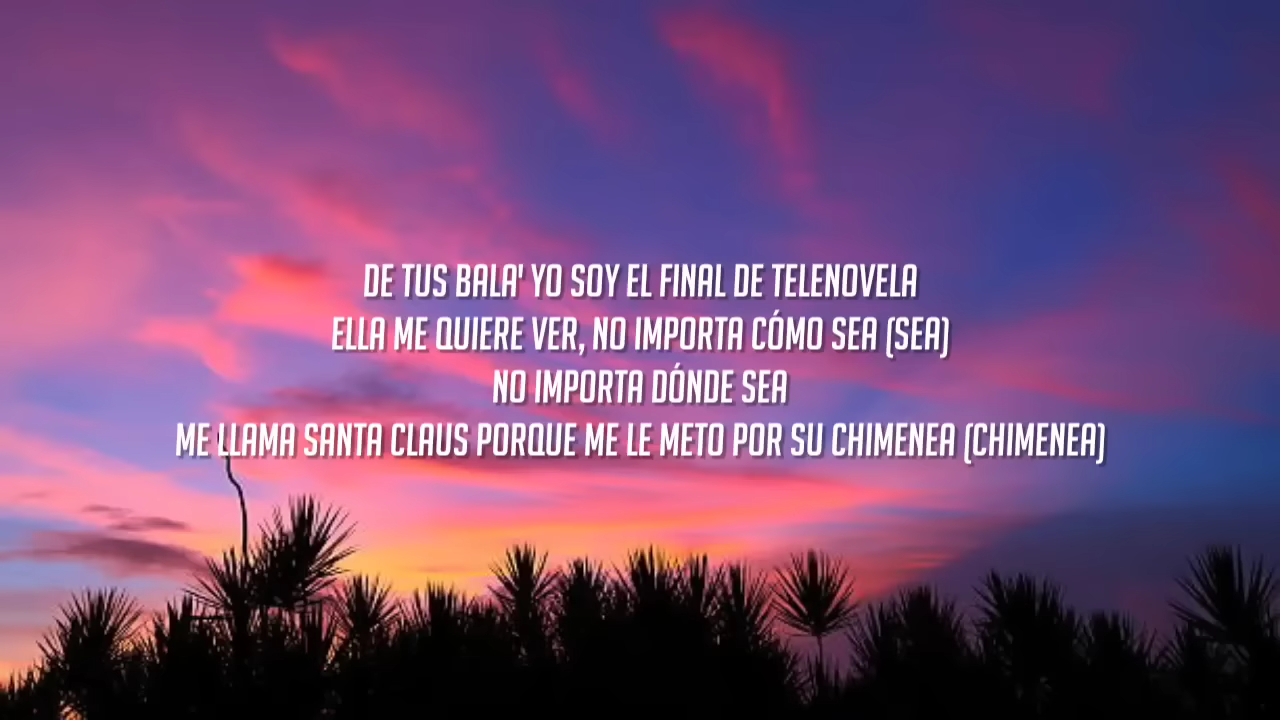 DE TUS BALA' YO SOY EL FINAL DE TELENOVELA
ELLA ME QUIERE VER, NO IMPORTA CÓMO SEA (SEA)
NO IMPORTA DÓNDE SEA
ME LLAMA SANTA CLAUS PORQUE ME LE METO POR SU CHIMENEA (CHIMENEA)